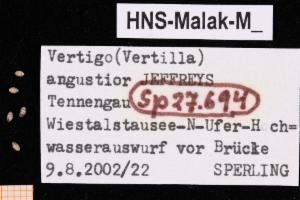 HNS-Malak-M_
Vertigo(Vertilla)
angustior JEFFREYS
Tennengau Sp27.694
Wiestalstausee-N-Ufer-H ch=
wasserauswurf vor Brücke
9.8.2002/22 SPERLING